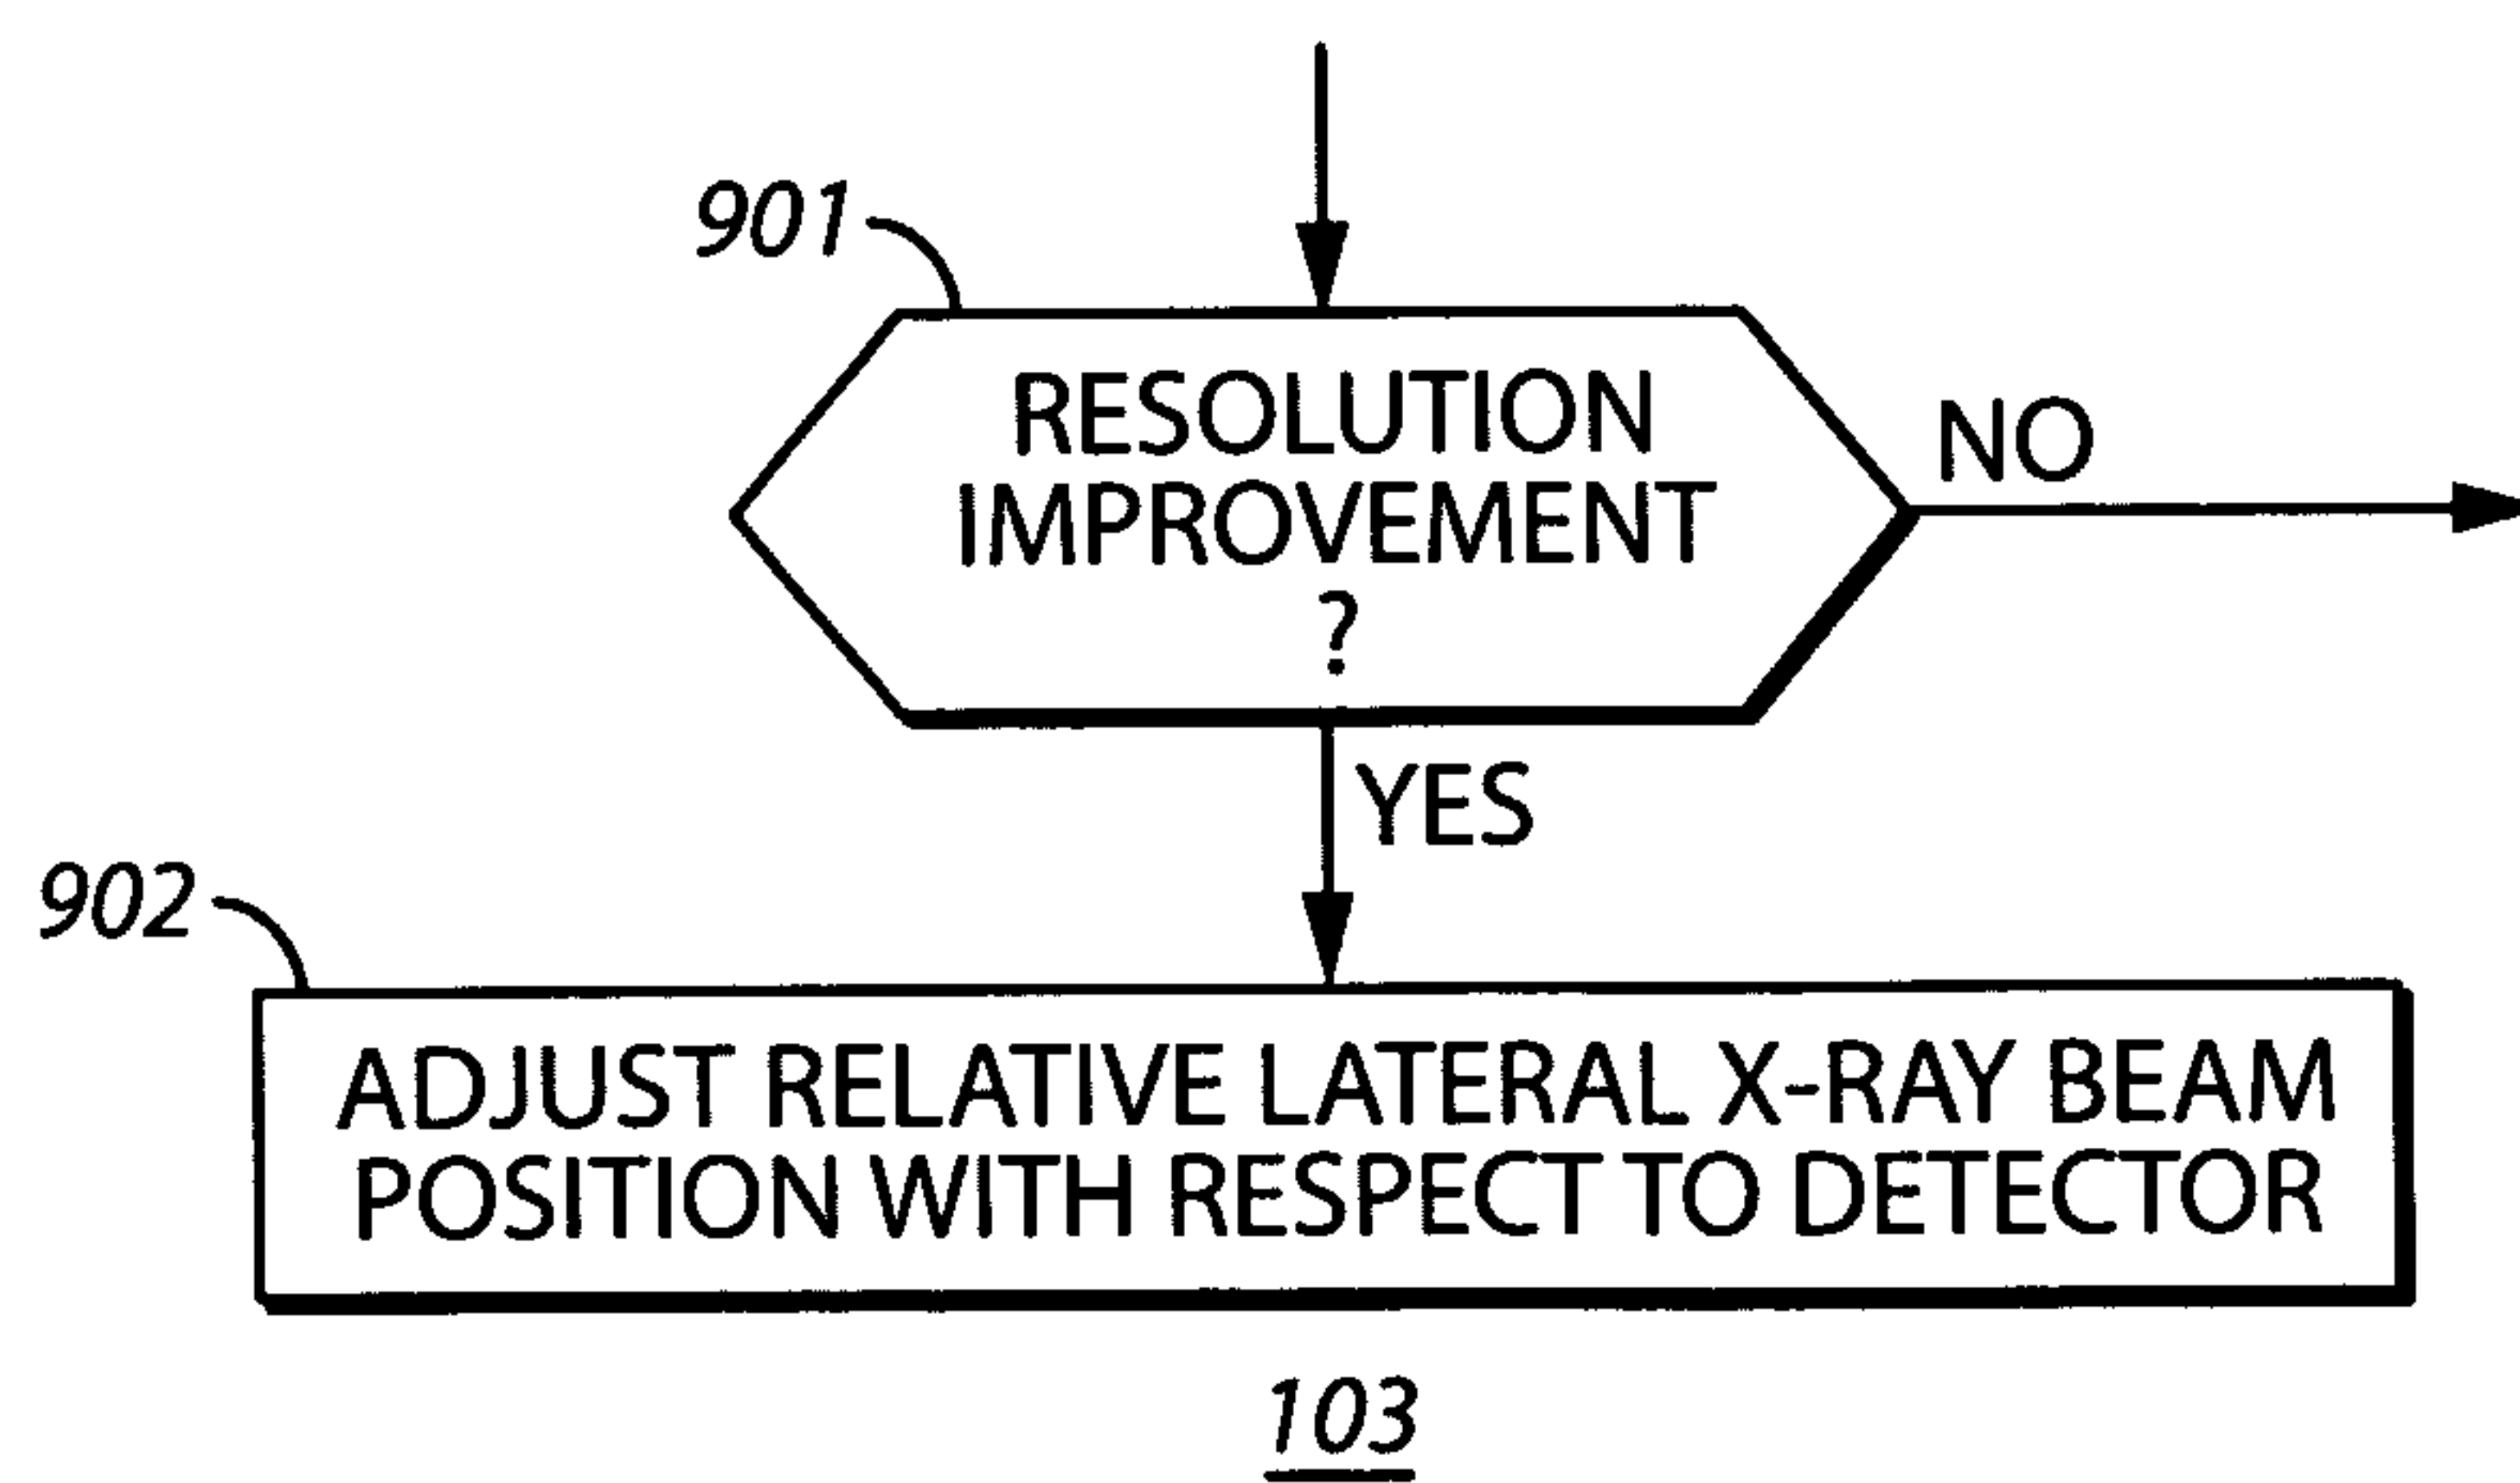 901
RESOLUTION
IMPROVEMENT
?
NO
YES
902
ADJUST RELATIVE LATERAL X-RAY BEAM
POSITION WITH RESPECT TO DETECTOR
103